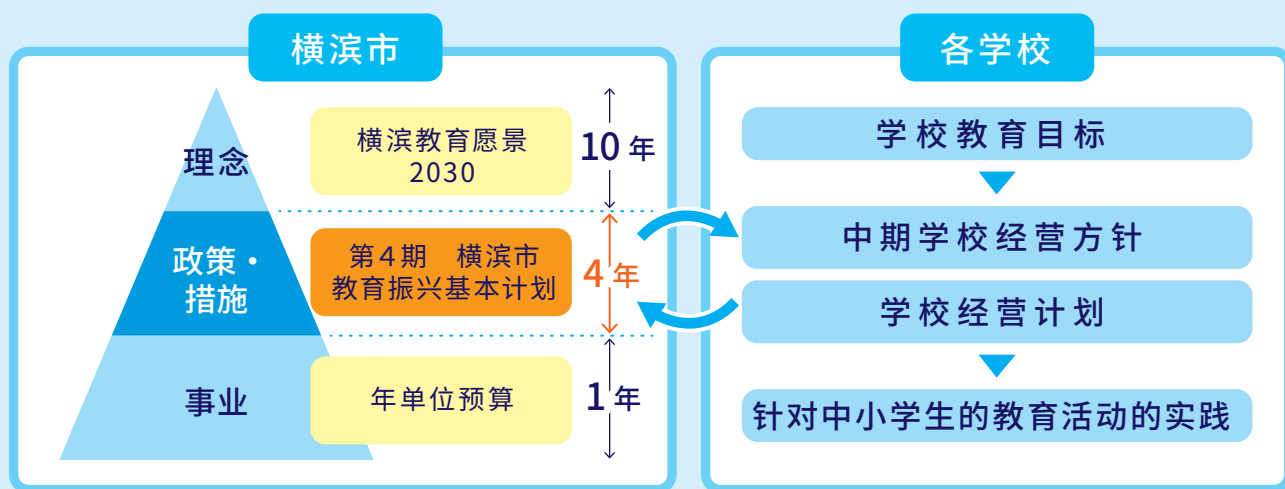 横滨市
理念
横滨教育愿景
2030
10 年
政策・
措施
第４期　横滨市
教育振兴基本计划
4 年
事业
年单位预算
1 年
各学校
学校教育目标
中期学校经营方针
学校经营计划
针对中小学生的教育活动的实践